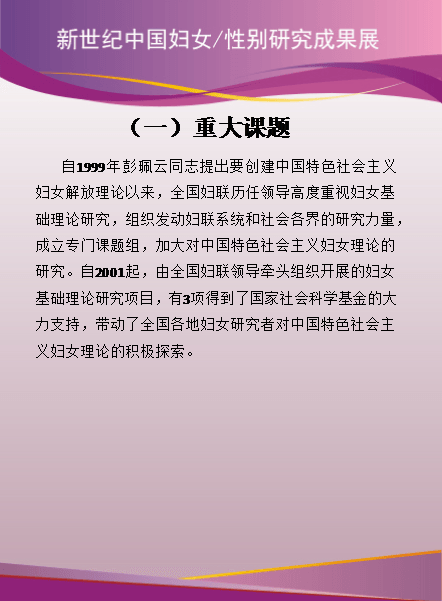 新世纪中国妇女/性别研究成果展
（一）重大课题
自1999年彭珮云同志提出要创建中国特色社会主义
妇女解放理论以来，全国妇联历任领导高度重视妇女基
础理论研究，组织发动妇联系统和社会各界的研究力量，
成立专门课题组，加大对中国特色社会主义妇女理论的
研究。自2001起，由全国妇联领导牵头组织开展的妇女
基础理论研究项目，有3项得到了国家社会科学基金的大
力支持，带动了全国各地妇女研究者对中国特色社会主
义妇女理论的积极探索。